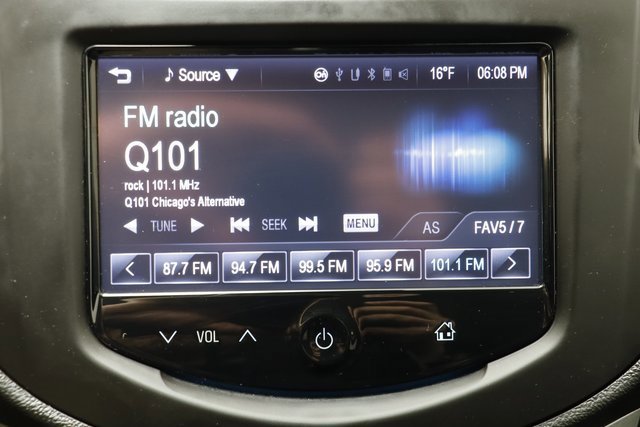 Source 16°F 06:08 PM
FM radio
Q101
rock | 101.1 MHz
Q101 Chicago's Alternative
TUNE SEEK MENU AS FAV5 / 7
87.7 FM 94.7 FM 99.5 FM 95.9 FM 101.1 FM
VOL